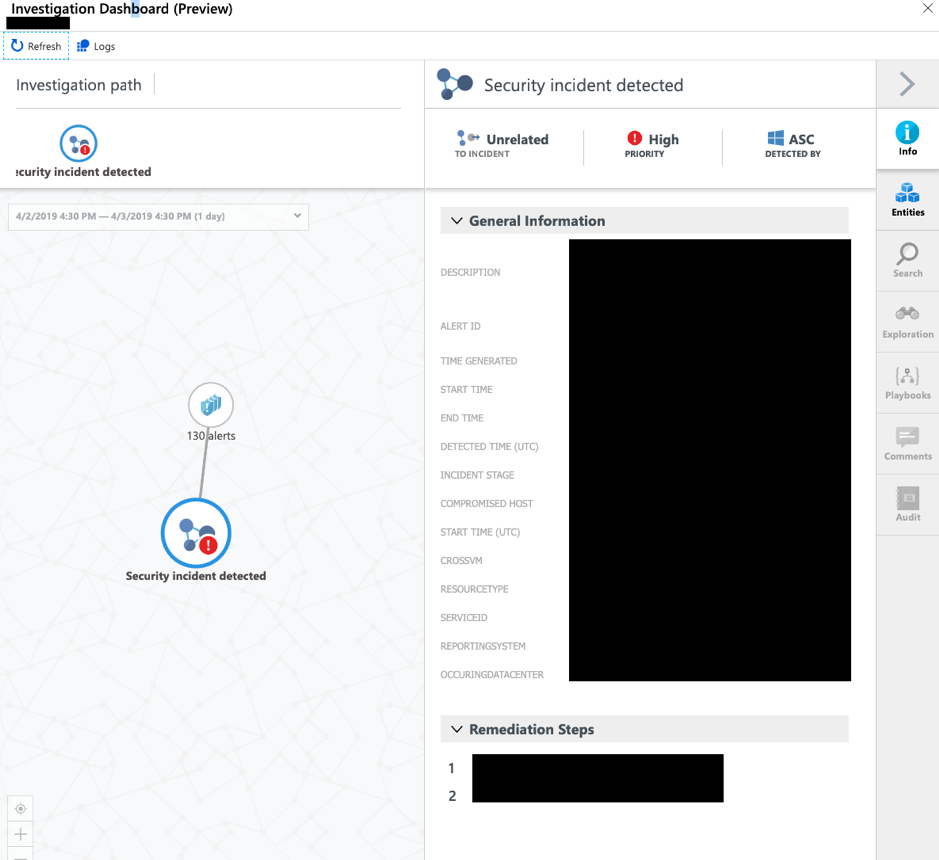 Investigation Dashboard (Preview)
Refresh
Logs
Investigation path
ecurity incident detected
4/2/2019 4:30 PM — 4/3/2019 4:30 PM (1 day)
130 alerts
Security incident detected
Security incident detected
Unrelated
TO INCIDENT
High
PRIORITY
ASC
DETECTED BY
General Information
DESCRIPTION
ALERT ID
TIME GENERATED
START TIME
END TIME
DETECTED TIME (UTC)
INCIDENT STAGE
COMPROMISED HOST
START TIME (UTC)
CROSSVM
RESOURCETYPE
SERVICEID
REPORTINGSYSTEM
OCCURINGDATACENTER
Remediation Steps
1
2
Info
Entities
Search
Exploration
Playbooks
Comments
Audit